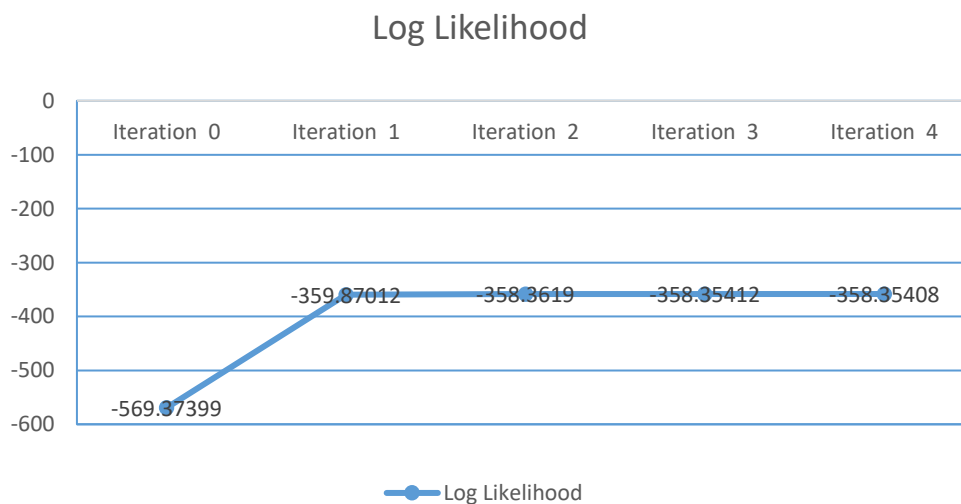 Log Likelihood
0
Iteration 0 Iteration 1 Iteration 2 Iteration 3 Iteration 4
-100
-200
-300
-359.87012 -358.3619 -358.35412 -358.35408
-400
-500
-569.37399
-600
Log Likelihood